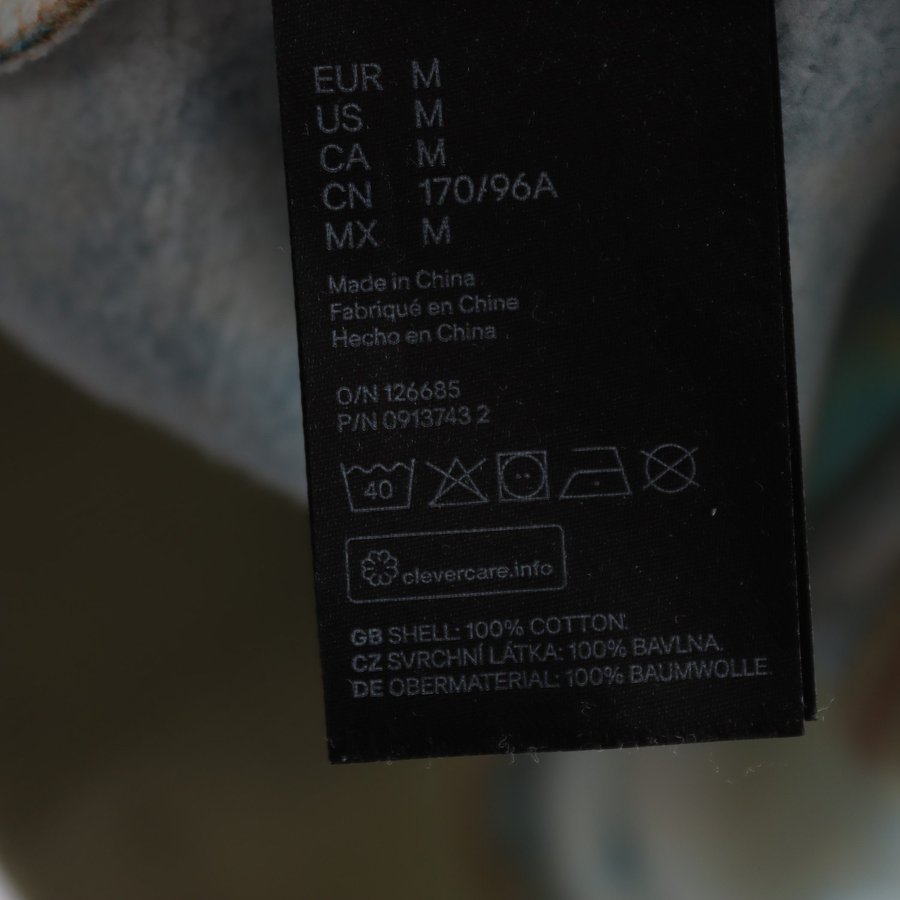 EUR M
US M
CA M
CN 170/96A
MX M
Made in China
Fabriqué en Chine
Hecho en China
O/N 126685
P/N 0913743 2
40
clevercare.info
GB SHELL: 100% COTTON.
CZ SVRCHNÍ LÁTKA: 100% BAVLNA.
DE OBERMATERIAL: 100% BAUMWOLLE.